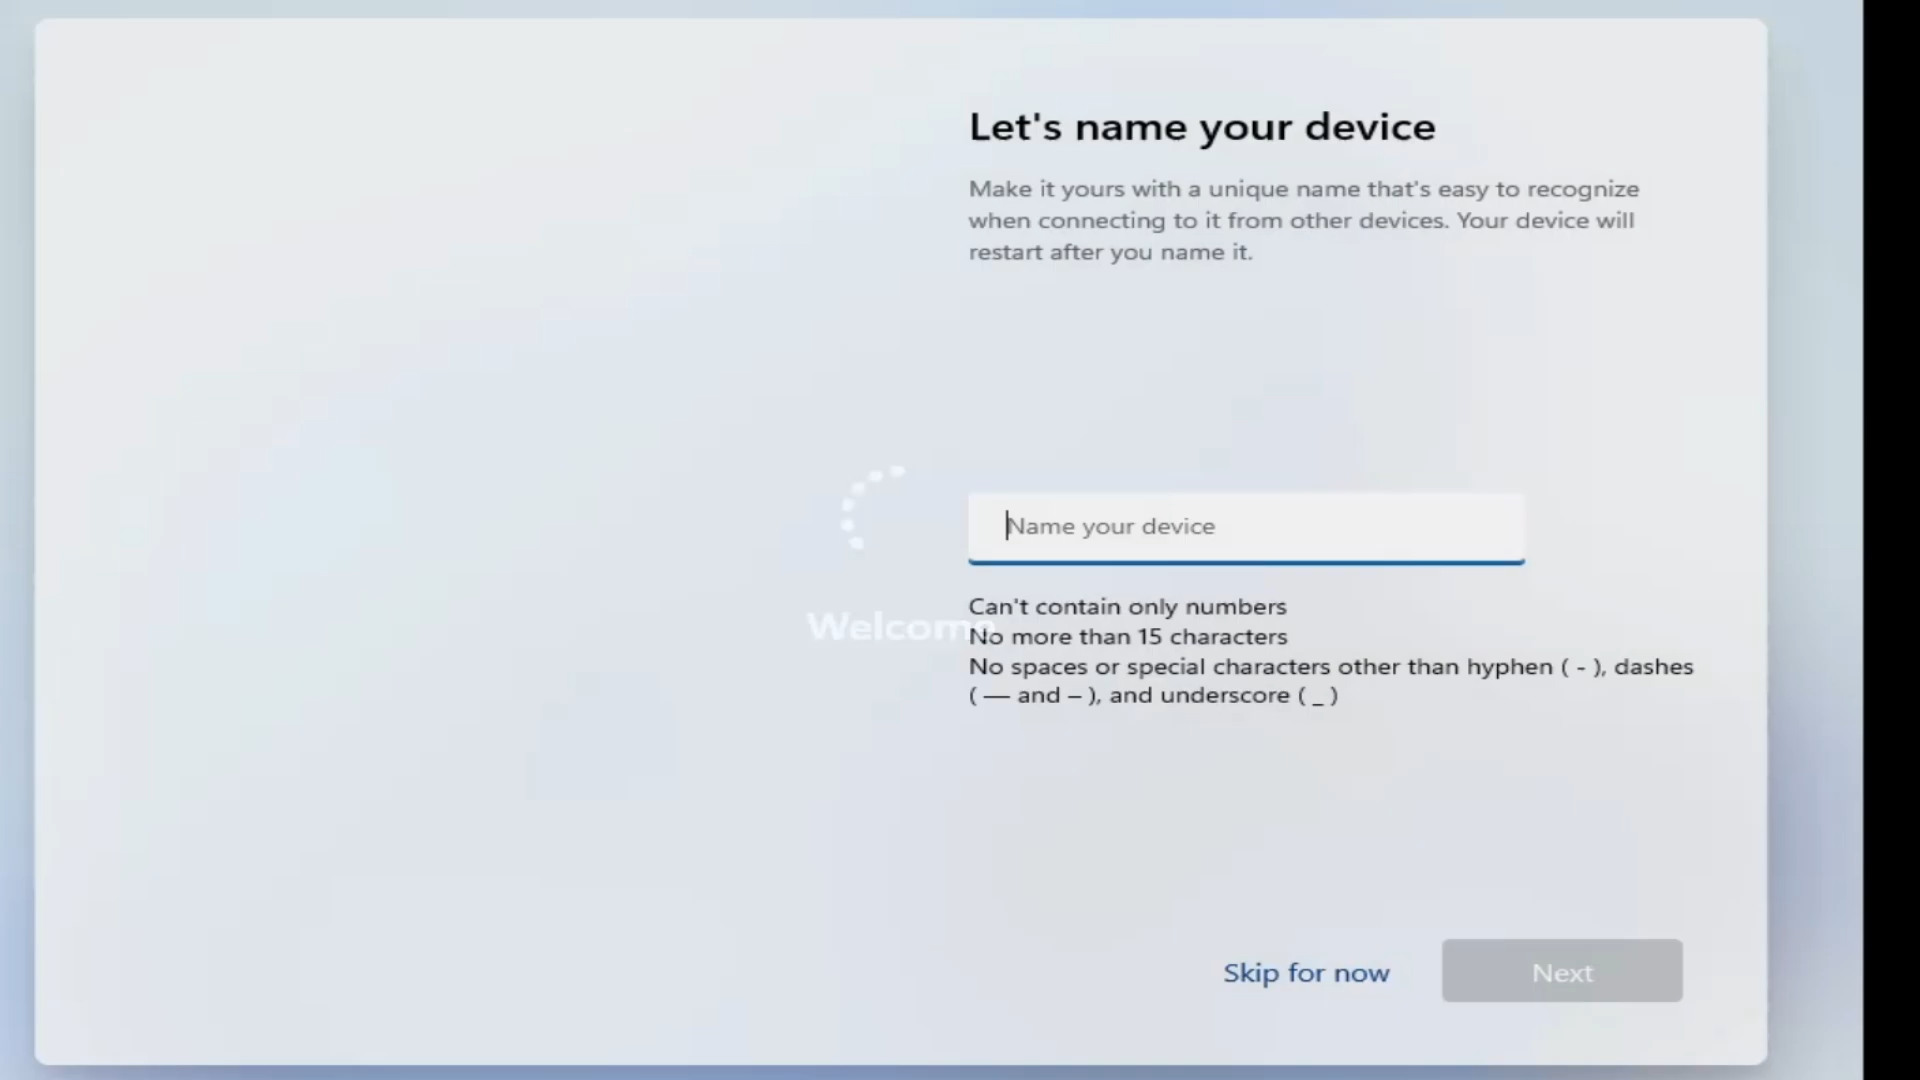 Let's name your device
Make it yours with a unique name that's easy to recognize
when connecting to it from other devices. Your device will
restart after you name it.
Name your device
Can't contain only numbers
Welcome
No more than 15 characters
No spaces or special characters other than hyphen ( - ), dashes
( — and – ), and underscore ( _ )
Skip for now
Next